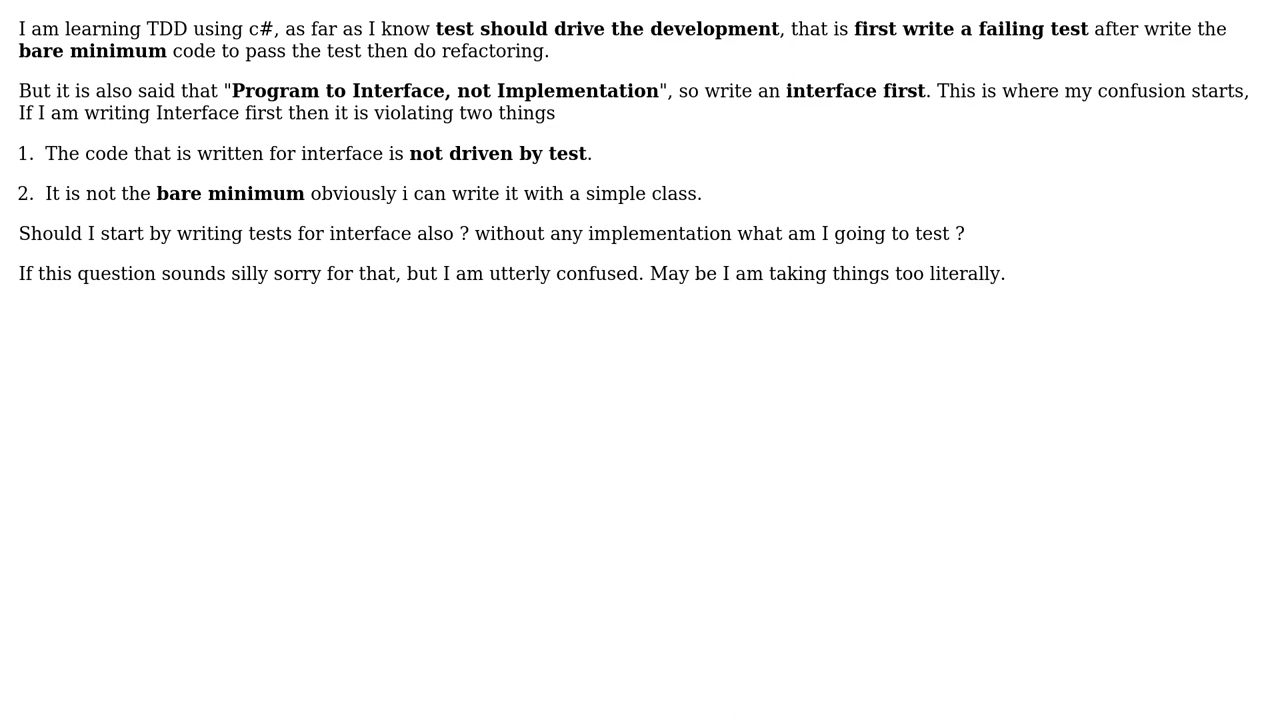 I am learning TDD using c#, as far as I know test should drive the development, that is first write a failing test after write the
bare minimum code to pass the test then do refactoring.
But it is also said that "Program to Interface, not Implementation", so write an interface first. This is where my confusion starts,
If I am writing Interface first then it is violating two things
1. The code that is written for interface is not driven by test.
2. It is not the bare minimum obviously i can write it with a simple class.
Should I start by writing tests for interface also ? without any implementation what am I going to test ?
If this question sounds silly sorry for that, but I am utterly confused. May be I am taking things too literally.